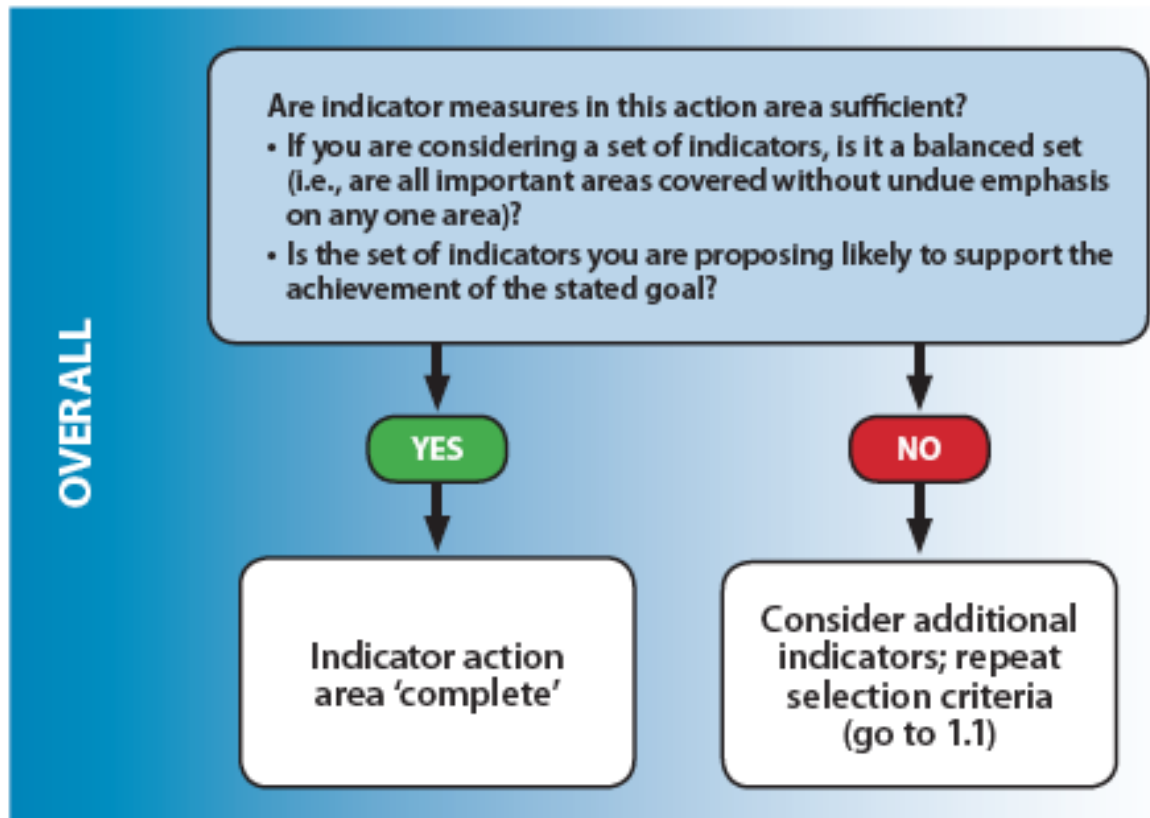 OVERALL
Are indicator measures in this action area sufficient?
• If you are considering a set of indicators, is it a balanced set
(i.e., are all important areas covered without undue emphasis
on any one area)?
• Is the set of indicators you are proposing likely to support the
achievement of the stated goal?
YES
NO
Indicator action
area ‘complete’
Consider additional
indicators; repeat
selection criteria
(go to 1.1)